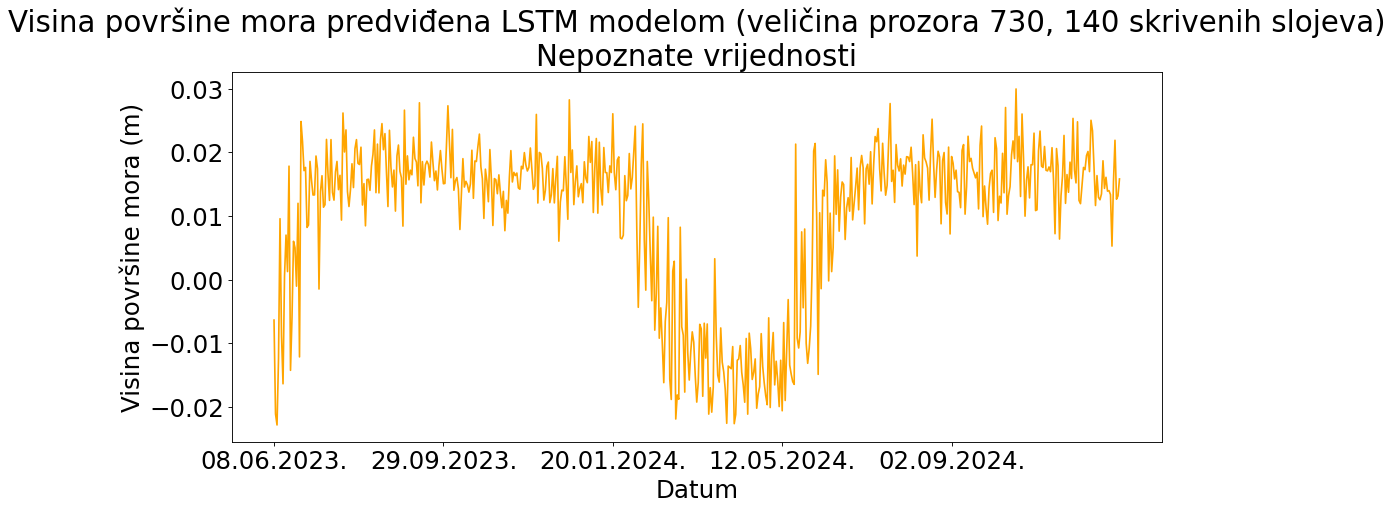 Visina površine mora predviđena LSTM modelom (veličina prozora 730, 140 skrivenih slojeva)
Nepoznate vrijednosti
Visina površine mora (m)
0.03
0.02
0.01
0.00
−0.01
−0.02
08.06.2023. 29.09.2023. 20.01.2024. 12.05.2024. 02.09.2024.
Datum